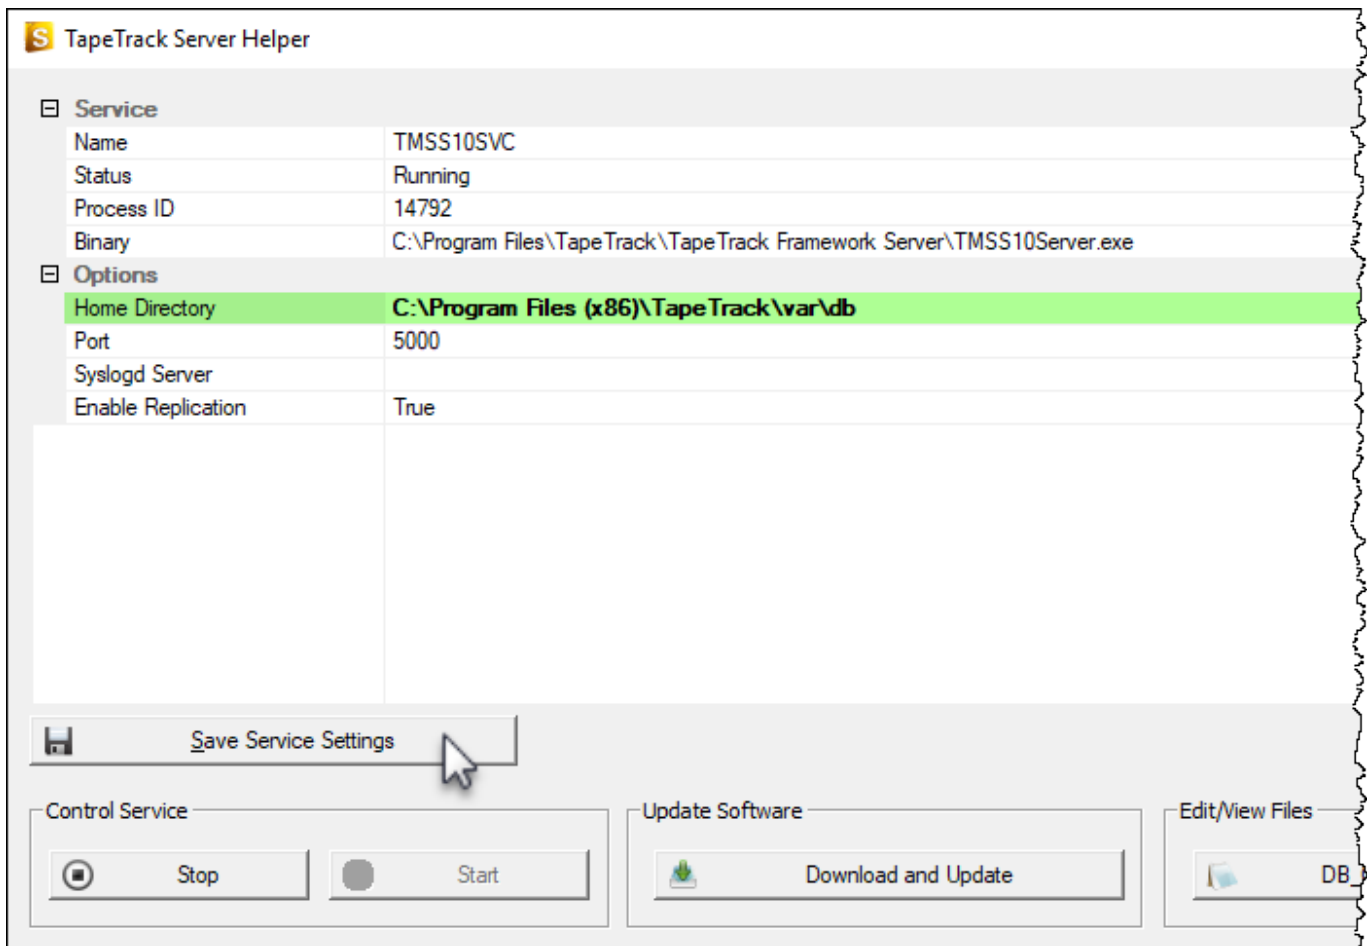 S TapeTrack Server Helper
Service
Name TMSS10SVC
Status Running
Process ID 14792
Binary C:\Program Files\TapeTrack\TapeTrack Framework Server\TMSS10Server.exe
Options
Home Directory C:\Program Files (x86)\TapeTrack\var\db
Port 5000
Syslogd Server
Enable Replication True
Save Service Settings
Control Service Update Software Edit/View Files
Stop Start Download and Update DB_